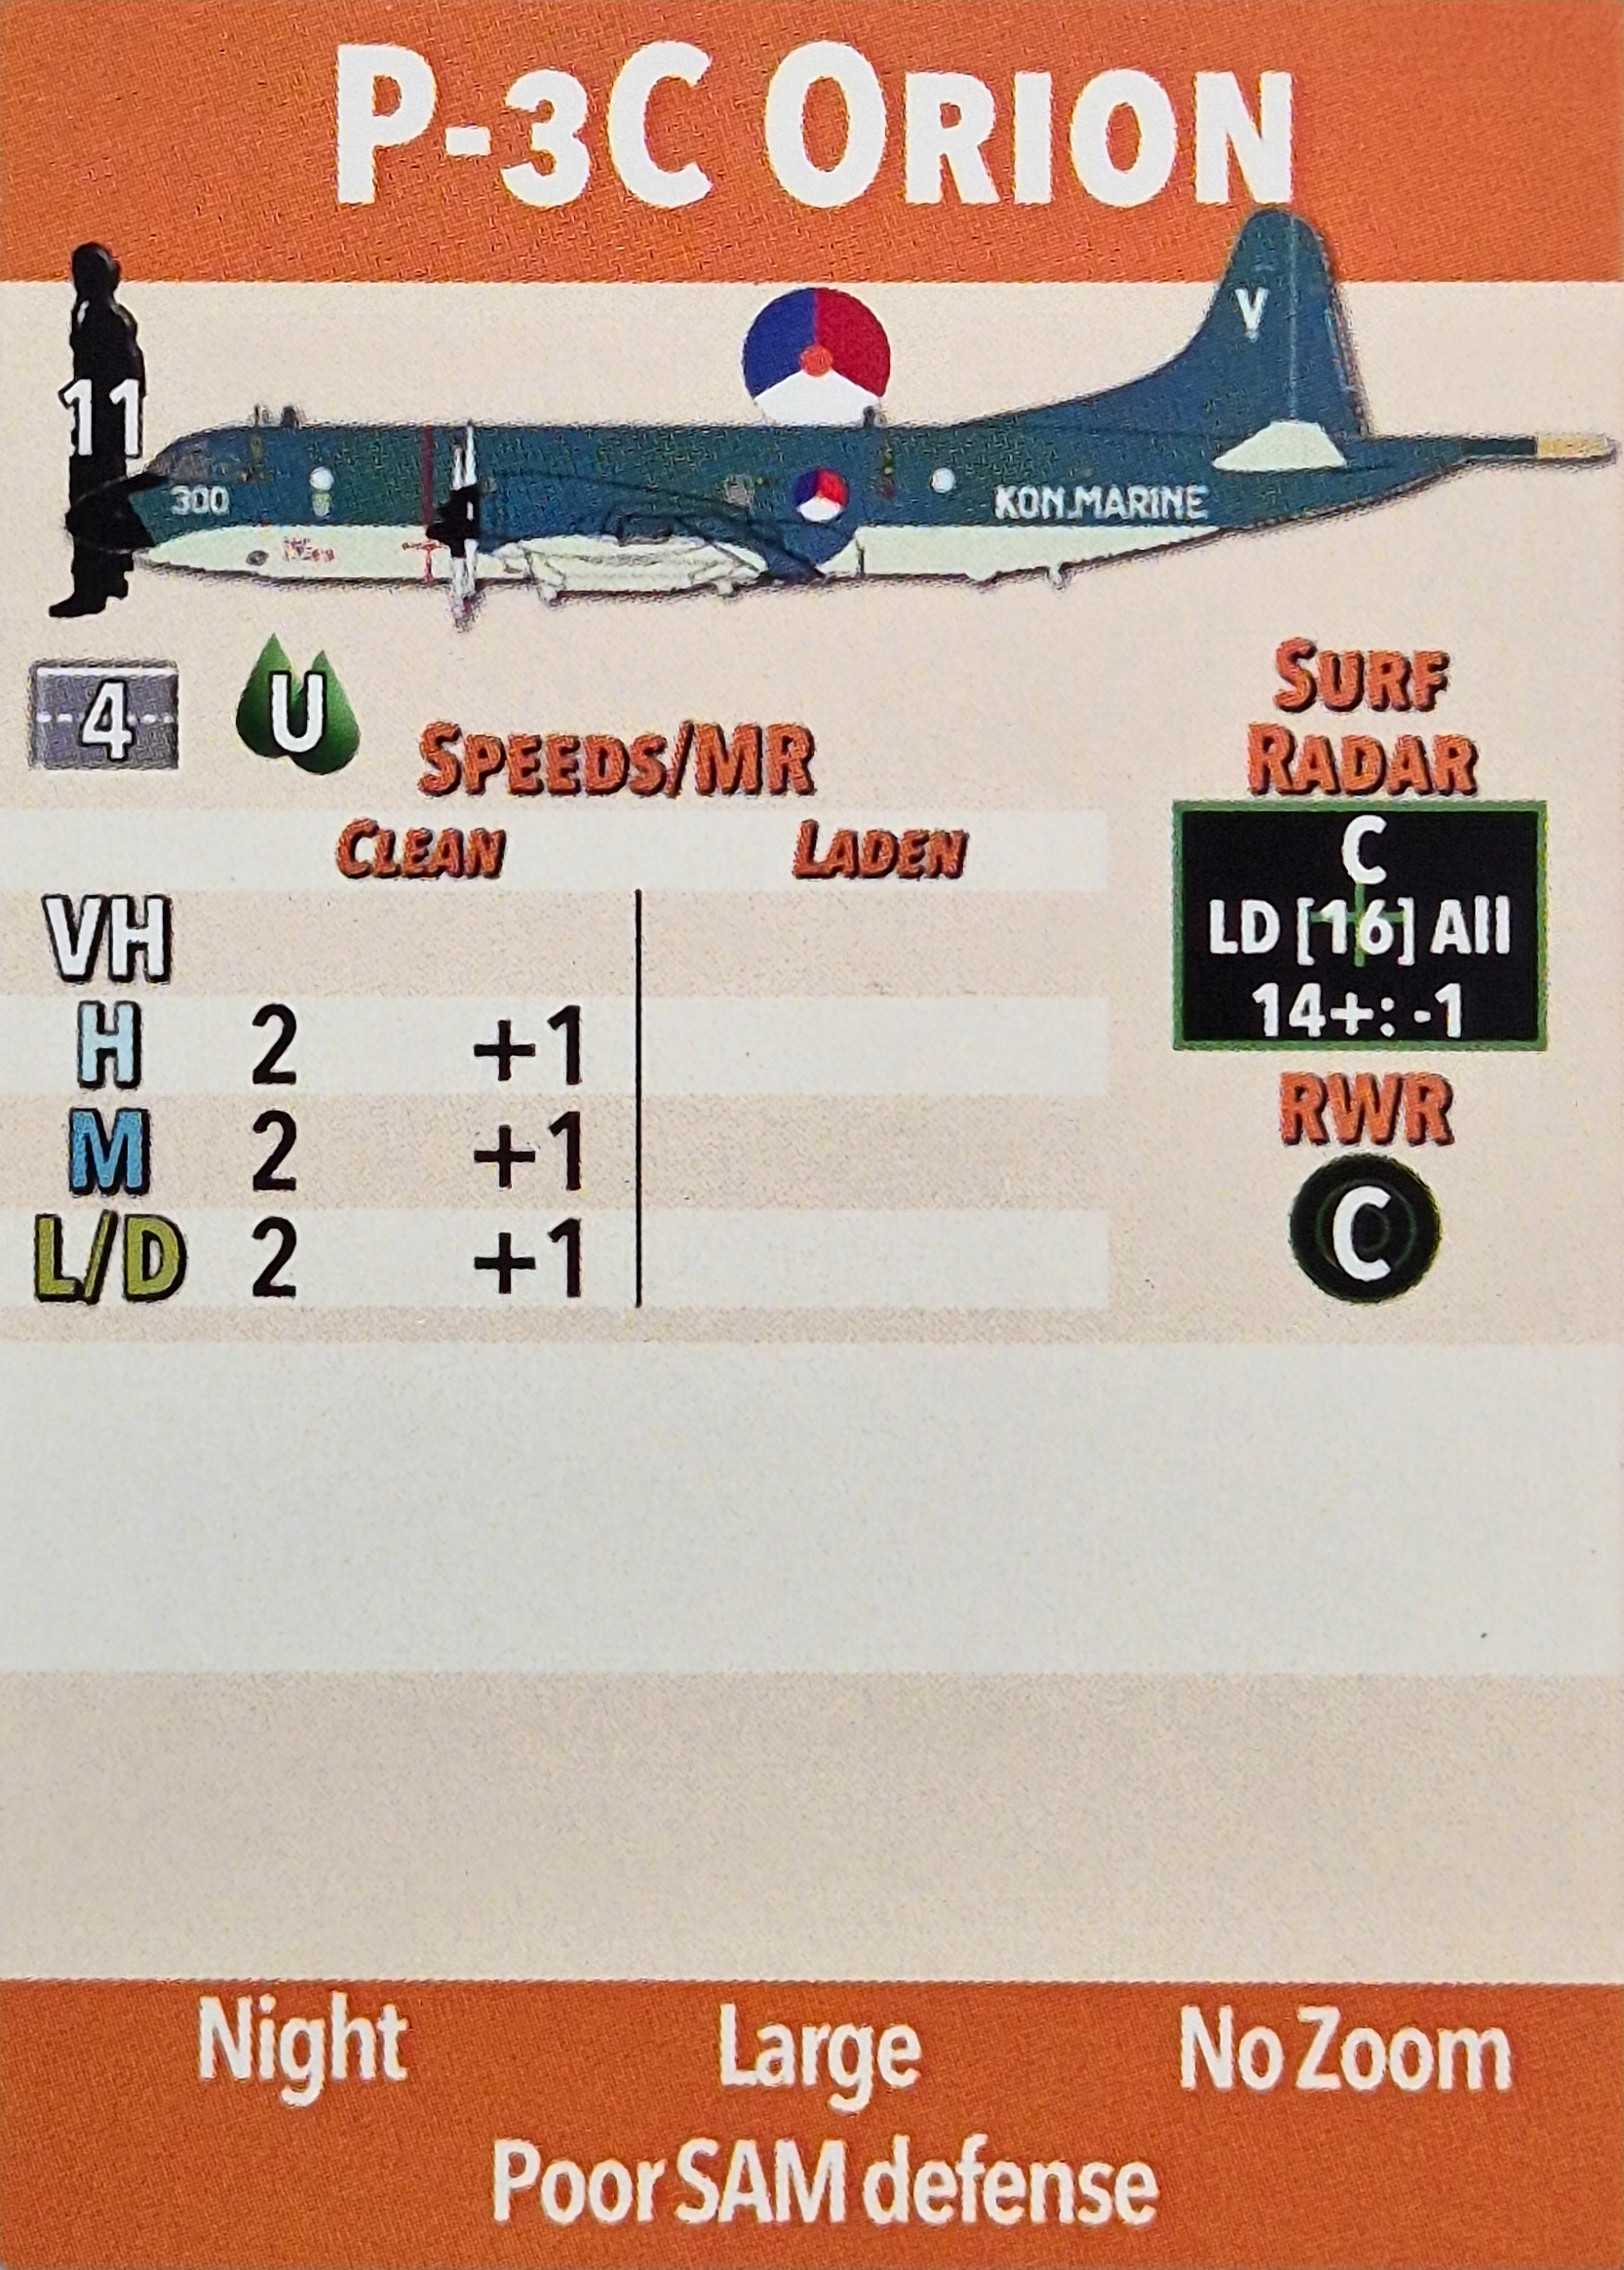 P-3C ORION
V
11
300
KON.MARINE
4
U
SPEEDS/MR
SURF
RADAR
CLEAN
LADEN
C
LD [16] All
14+: -1
VH
H 2 +1
M 2 +1
L/D 2 +1
RWR
C
Night Large No Zoom
Poor SAM defense